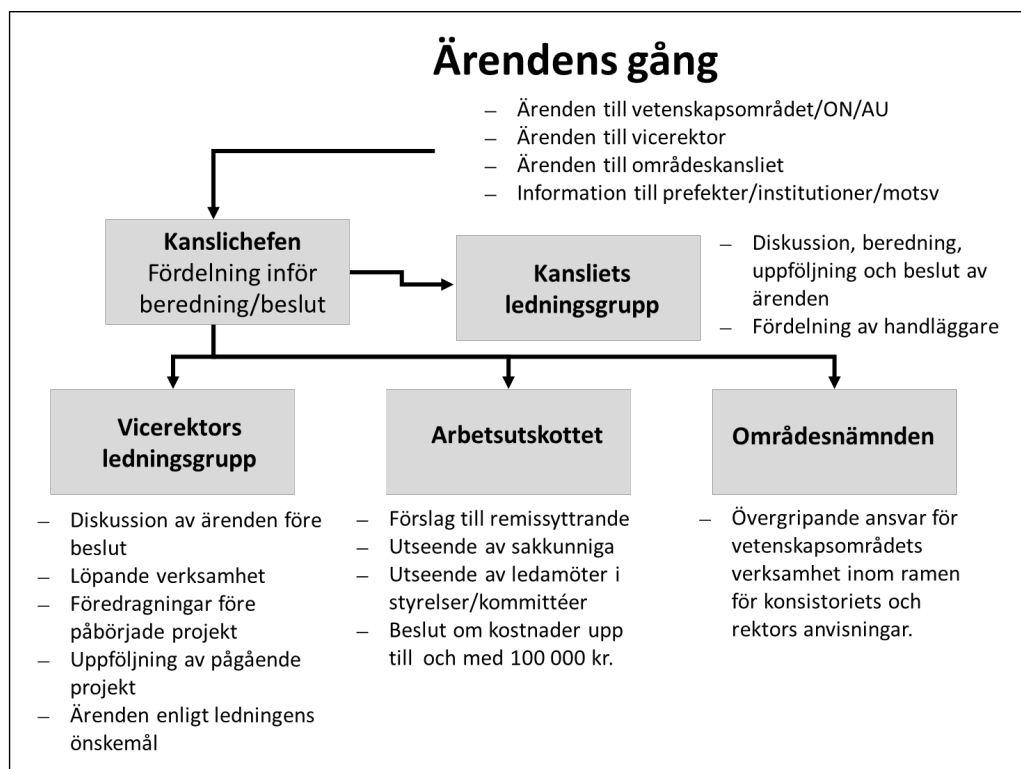 Ärendens gång
– Ärenden till vetenskapsområdet/ON/AU
– Ärenden till vicerektor
– Ärenden till områdeskansliet
– Information till prefekter/institutioner/motsv
Kanslichefen
Fördelning inför
beredning/beslut
Kansliets
ledningsgrupp
– Diskussion, beredning,
uppföljning och beslut av
ärenden
– Fördelning av handläggare
Vicerektors
ledningsgrupp
– Diskussion av ärenden före
beslut
– Löpande verksamhet
– Föredragningar före
påbörjade projekt
– Uppföljning av pågående
projekt
– Ärenden enligt ledningens
önskemål
Arbetsutskottet
– Förslag till remissyttrande
– Utseende av sakkunniga
– Utseende av ledamöter i
styrelser/kommittéer
– Beslut om kostnader upp
till och med 100 000 kr.
Områdesnämnden
– Övergripande ansvar för
vetenskapsområdets
verksamhet inom ramen
för konsistoriets och
rektors anvisningar.